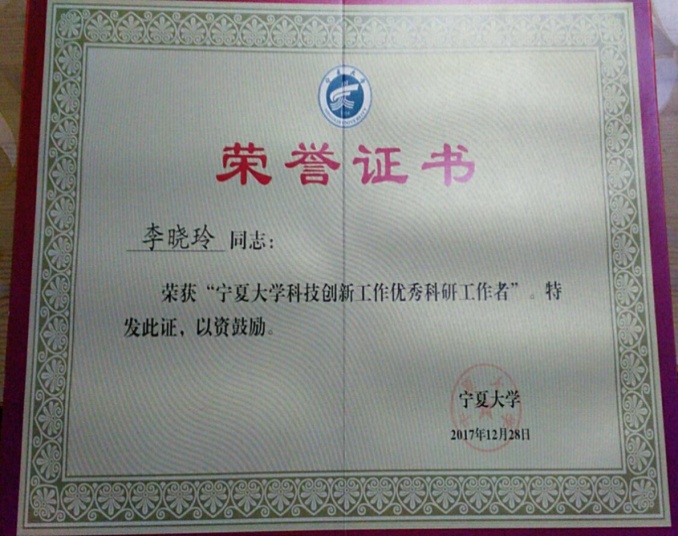 荣誉证书
李晓玲 同志：
荣获“宁夏大学科技创新工作优秀科研工作者”。特
发此证，以资鼓励。
宁夏大学
2017年12月28日